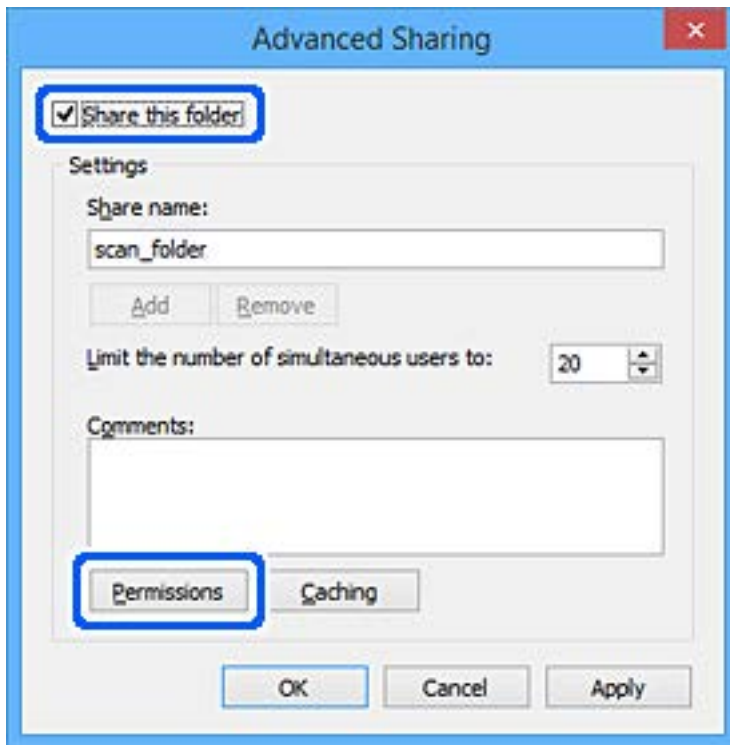 Advanced Sharing
Share this folder
Settings
Share name:
scan_folder
Add Remove
Limit the number of simultaneous users to: 20
Comments:
Permissions Caching
OK Cancel Apply